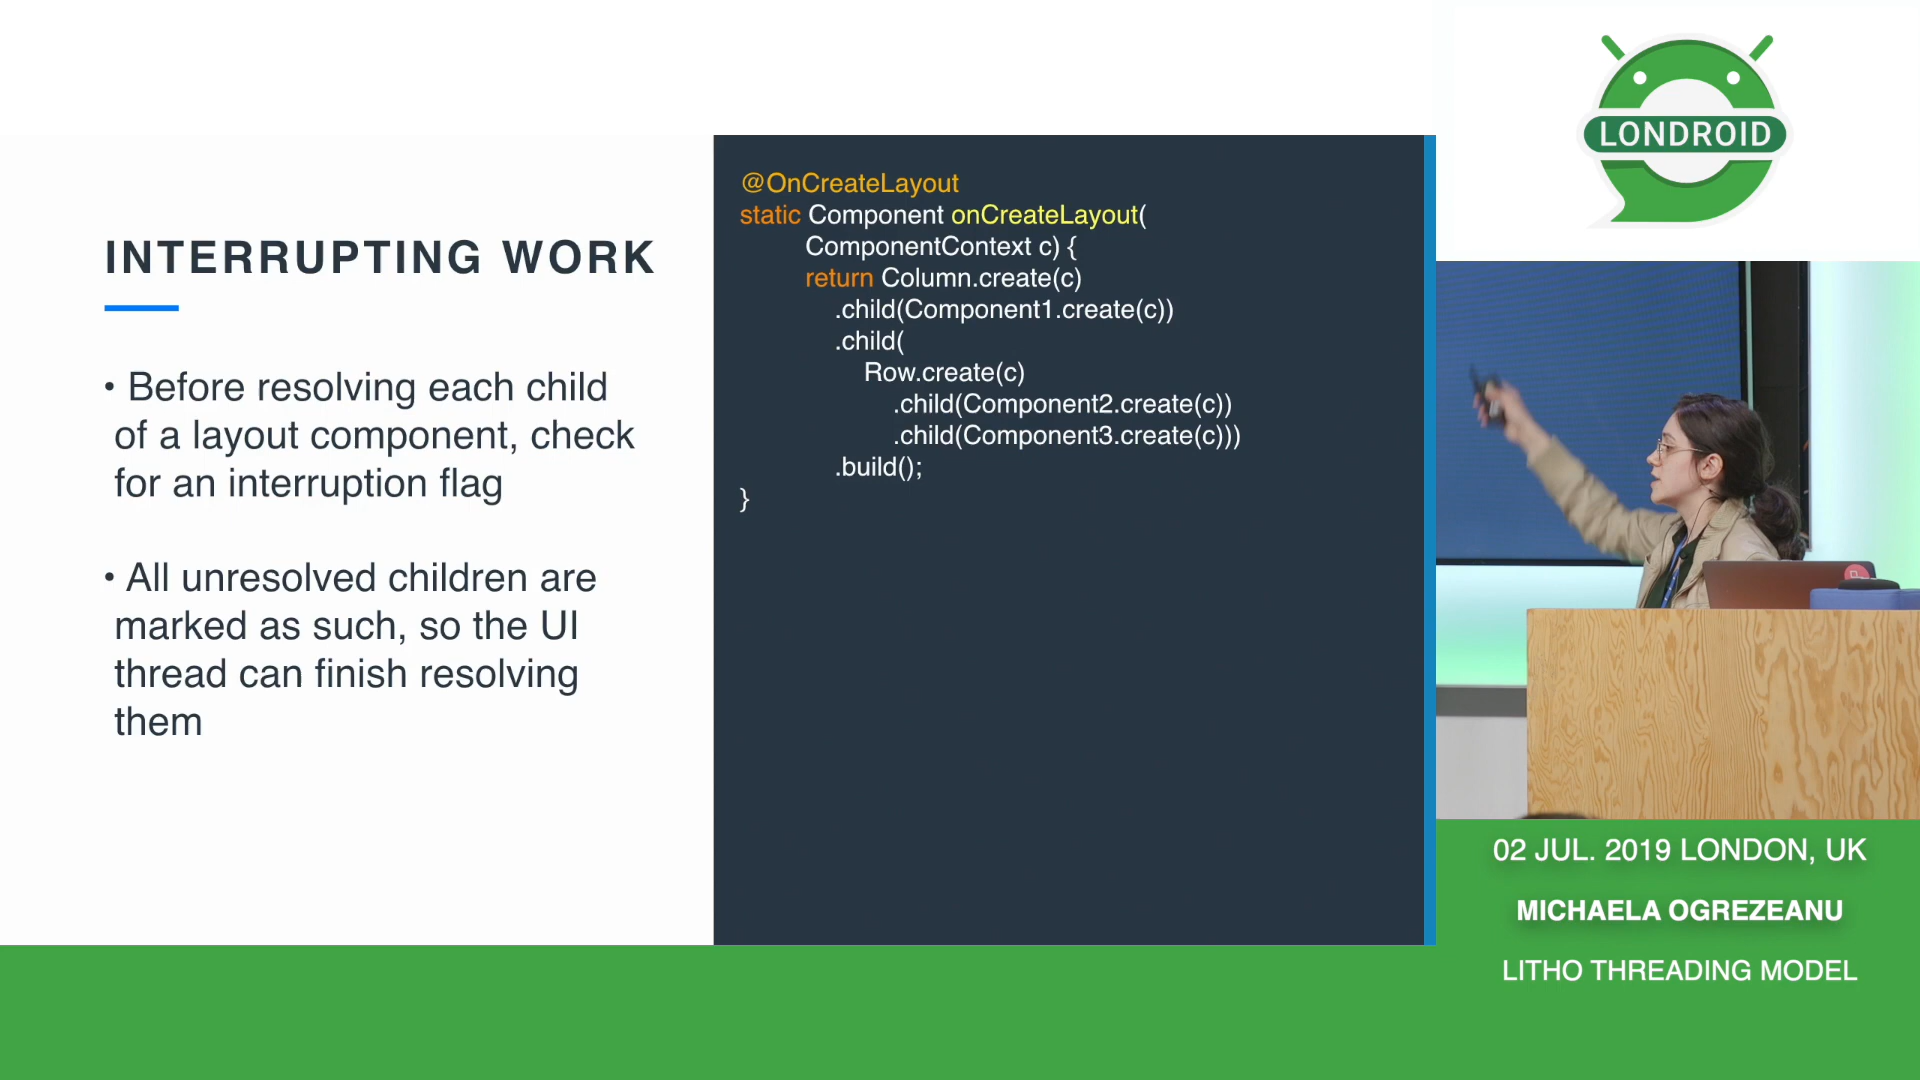 INTERRUPTING WORK
• Before resolving each child
of a layout component, check
for an interruption flag
• All unresolved children are
marked as such, so the UI
thread can finish resolving
them
@OnCreateLayout
static Component onCreateLayout(
ComponentContext c) {
return Column.create(c)
.child(Component1.create(c))
.child(
Row.create(c)
.child(Component2.create(c))
.child(Component3.create(c)))
.build();
}
LONDROID
02 JUL. 2019 LONDON, UK
MICHAELA OGREZEANU
LITHO THREADING MODEL